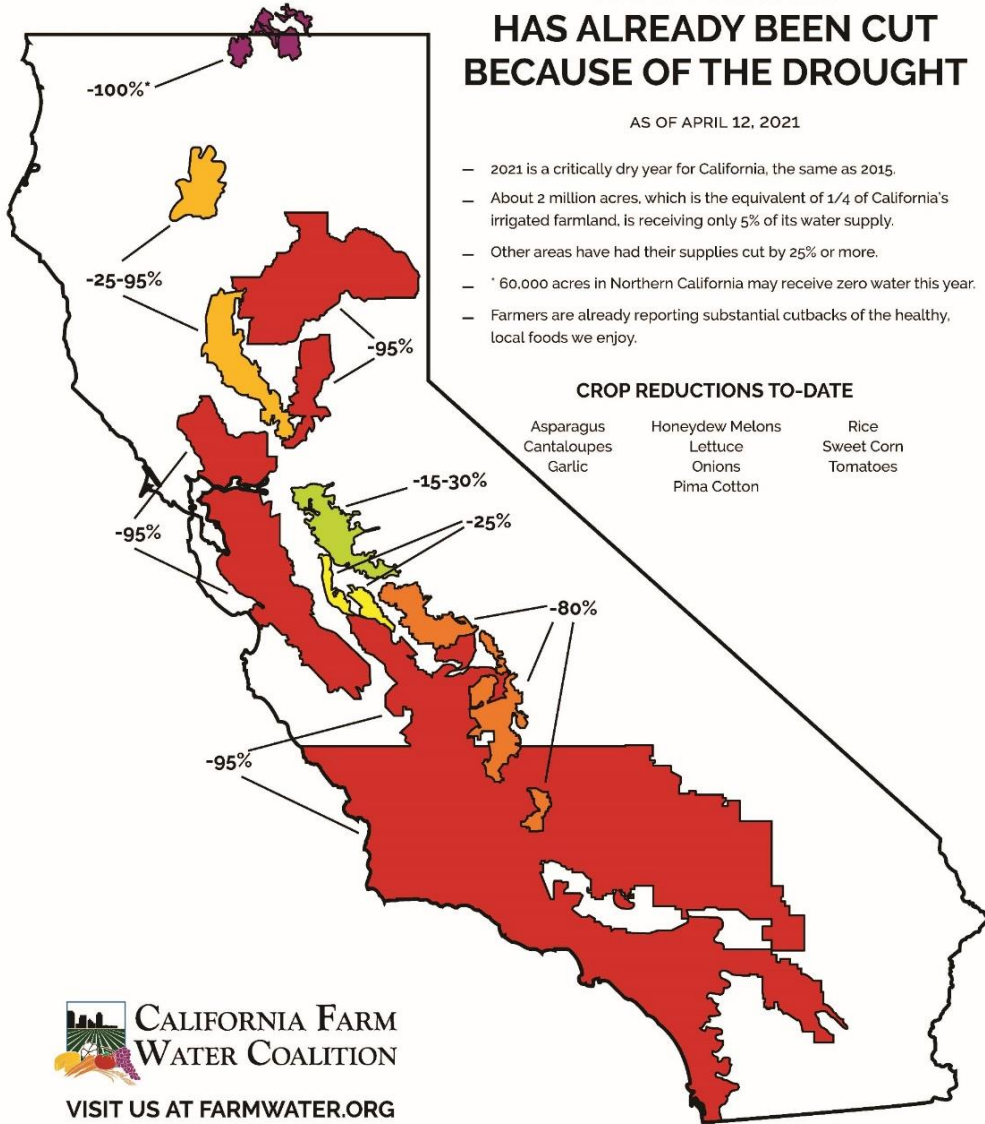 HAS ALREADY BEEN CUT
BECAUSE OF THE DROUGHT
AS OF APRIL 12, 2021
– 2021 is a critically dry year for California, the same as 2015.
– About 2 million acres, which is the equivalent of 1/4 of California's
irrigated farmland, is receiving only 5% of its water supply.
– Other areas have had their supplies cut by 25% or more.
– * 60,000 acres in Northern California may receive zero water this year.
– Farmers are already reporting substantial cutbacks of the healthy,
local foods we enjoy.
CROP REDUCTIONS TO-DATE
Asparagus
Cantaloupes
Garlic
Honeydew Melons
Lettuce
Onions
Pima Cotton
Rice
Sweet Corn
Tomatoes
-100%*
-25-95%
-95%
-15-30%
-25%
-95%
-80%
-95%
CALIFORNIA FARM
WATER COALITION
VISIT US AT FARMWATER.ORG